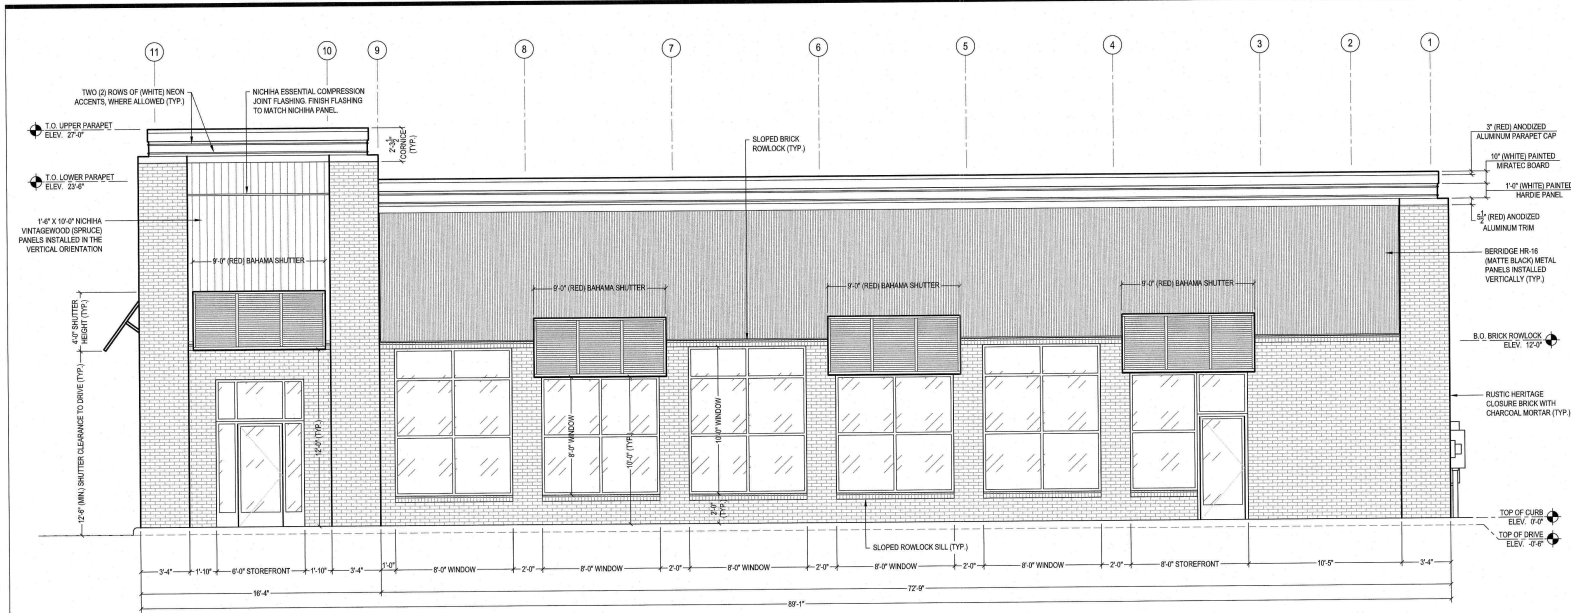 11
10
9
8
7
6
5
4
3
2
1
TWO (2) ROWS OF (WHITE) NEON
ACCENTS, WHERE ALLOWED (TYP.)
NICHIHA ESSENTIAL COMPRESSION
JOINT FLASHING. FINISH FLASHING
TO MATCH NICHIHA PANEL.
T.O. UPPER PARAPET
ELEV. 27'-0"
2'-3½"
CORNICE
(TYP.)
SLOPED BRICK
ROWLOCK (TYP.)
3" (RED) ANODIZED
ALUMINUM PARAPET CAP
10" (WHITE) PAINTED
MIRATEC BOARD
T.O. LOWER PARAPET
ELEV. 23'-6"
1'-0" (WHITE) PAINTED
HARDIE PANEL
5½" (RED) ANODIZED
ALUMINUM TRIM
1'-6" X 10'-0" NICHIHA
VINTAGEWOOD (SPRUCE)
PANELS INSTALLED IN THE
VERTICAL ORIENTATION
BERRIDGE HR-16
(MATTE BLACK) METAL
PANELS INSTALLED
VERTICALLY (TYP.)
9'-0" (RED) BAHAMA SHUTTER
9'-0" (RED) BAHAMA SHUTTER
9'-0" (RED) BAHAMA SHUTTER
9'-0" (RED) BAHAMA SHUTTER
4'-0" SHUTTER
HEIGHT (TYP.)
B.O. BRICK ROWLOCK
ELEV. 12'-0"
12'-6" (MIN.) SHUTTER CLEARANCE TO DRIVE (TYP.)
12'-0" (TYP.)
8'-0" WINDOW
10'-0" (TYP.)
10'-0" WINDOW
2'-0"
(TYP.)
RUSTIC HERITAGE
CLOSURE BRICK WITH
CHARCOAL MORTAR (TYP.)
TOP OF CURB
ELEV. 0'-0"
TOP OF DRIVE
ELEV. -0'-6"
SLOPED ROWLOCK SILL (TYP.)
3'-4"
1'-10"
6'-0" STOREFRONT
1'-10"
3'-4"
1'-0"
8'-0" WINDOW
2'-0"
8'-0" WINDOW
2'-0"
8'-0" WINDOW
2'-0"
8'-0" WINDOW
2'-0"
8'-0" WINDOW
2'-0"
8'-0" STOREFRONT
10'-5"
3'-4"
16'-4"
72'-9"
89'-1"